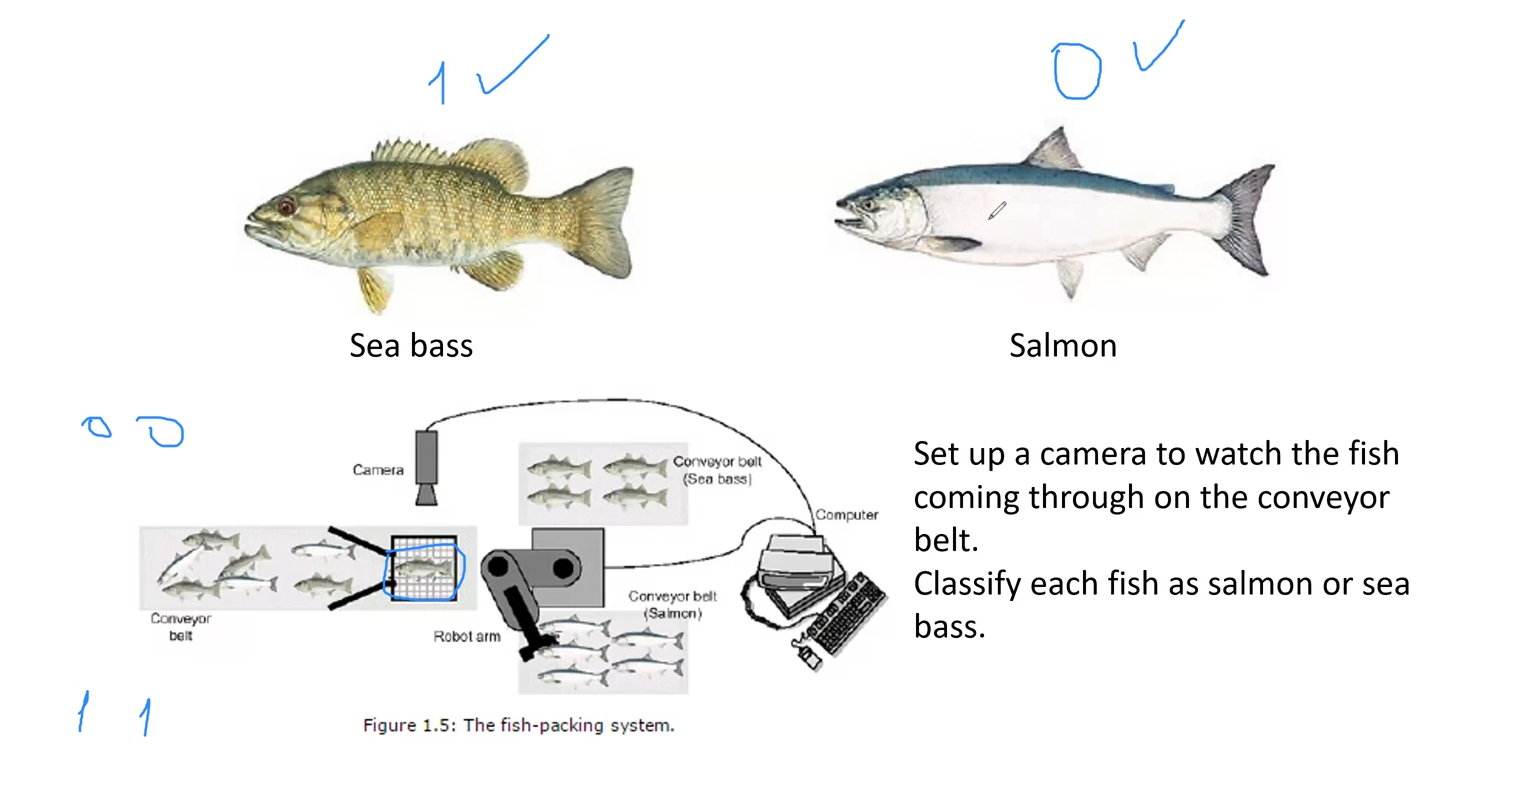 1 ✓
0 ✓
Sea bass
Salmon
0 0
Camera
Conveyor belt
(Sea bass)
Computer
Conveyor
belt
Robot arm
Conveyor belt
(Salmon)
1 1
Figure 1.5: The fish-packing system.
Set up a camera to watch the fish
coming through on the conveyor
belt.
Classify each fish as salmon or sea
bass.